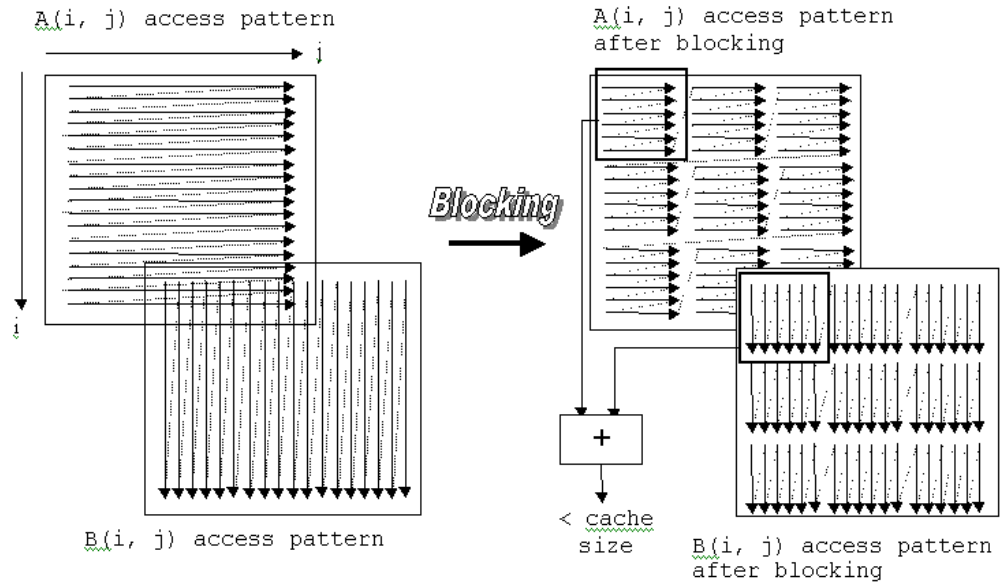 A(i, j) access pattern
j
i
B(i, j) access pattern
Blocking
A(i, j) access pattern
after blocking
+
< cache
size
B(i, j) access pattern
after blocking